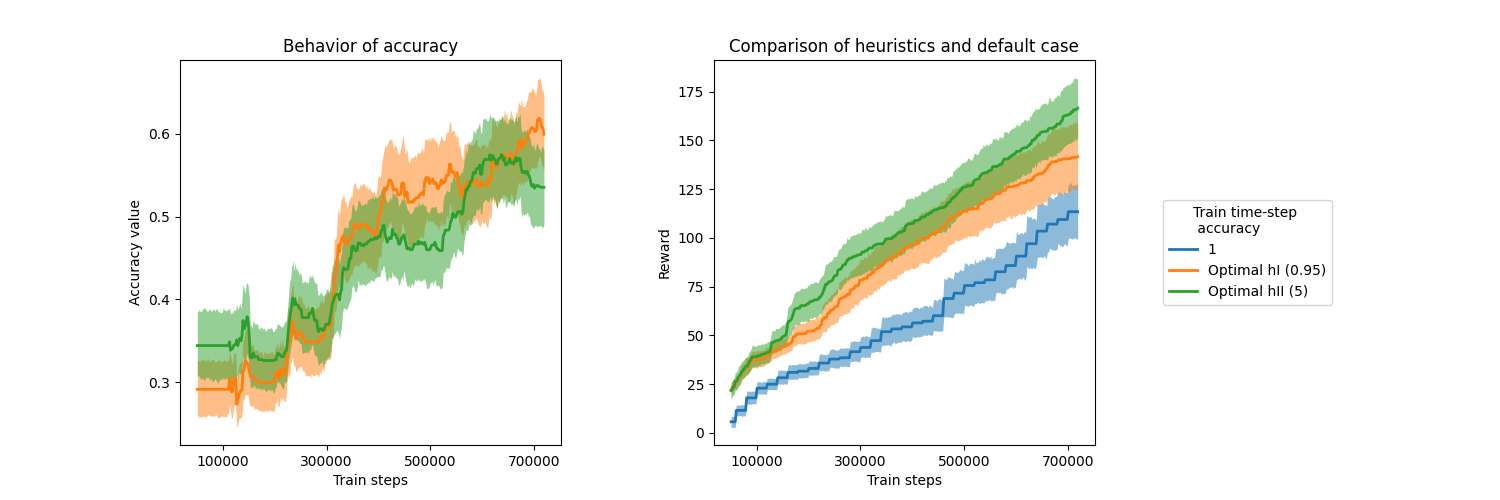 Behavior of accuracy
Accuracy value
0.6
0.5
0.4
0.3
100000 300000 500000 700000
Train steps
Comparison of heuristics and default case
Reward
175
150
125
100
75
50
25
0
100000 300000 500000 700000
Train steps
Train time-step
accuracy
1
Optimal hI (0.95)
Optimal hII (5)